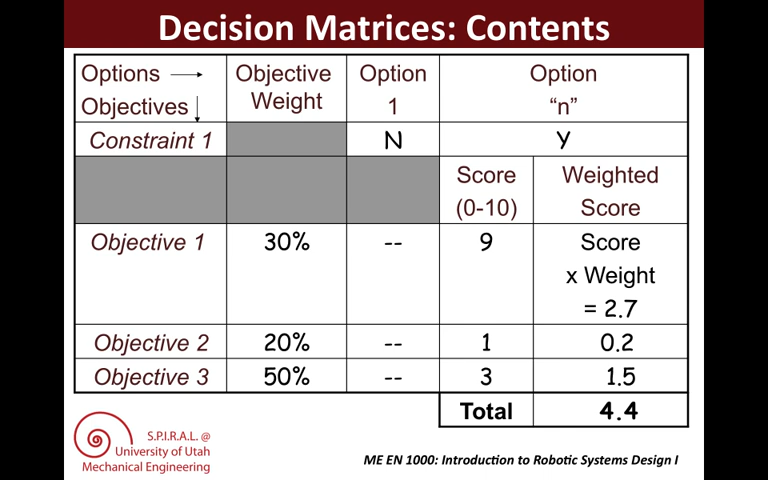 Decision Matrices: Contents
Options → Objective Option Option
Objectives ↓ Weight 1 "n"
Constraint 1 N Y
Score Weighted
(0-10) Score
Objective 1 30% -- 9 Score
x Weight
= 2.7
Objective 2 20% -- 1 0.2
Objective 3 50% -- 3 1.5
Total 4.4
S.P.I.R.A.L. @
University of Utah
Mechanical Engineering
ME EN 1000: Introduction to Robotic Systems Design I